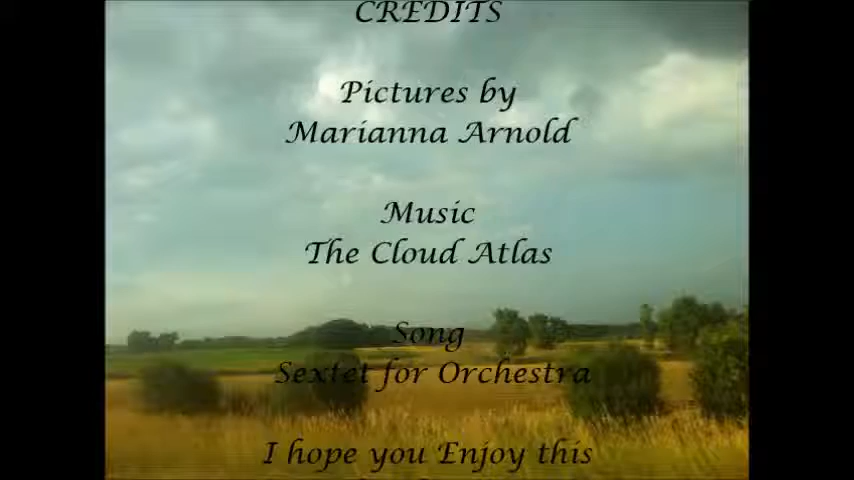 CREDITS
Pictures by
Marianna Arnold
Music
The Cloud Atlas
Song
Sextet for Orchestra
I hope you Enjoy this